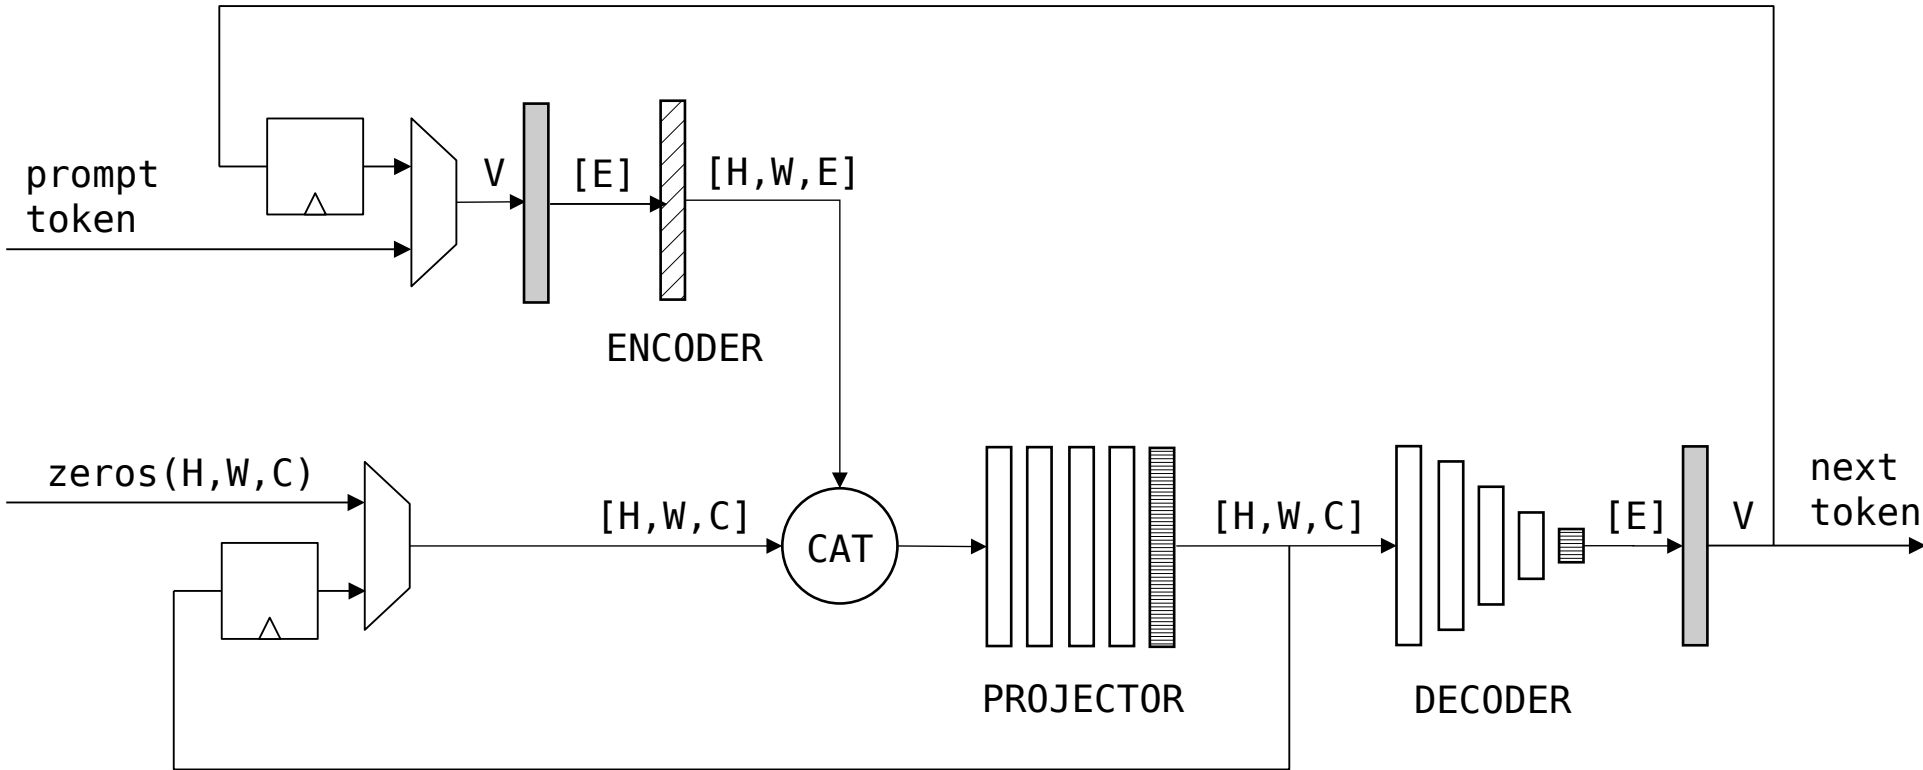 prompt
token
V
[E]
[H,W,E]
ENCODER
zeros(H,W,C)
[H,W,C]
CAT
[H,W,C]
[E]
V
next
token
PROJECTOR
DECODER